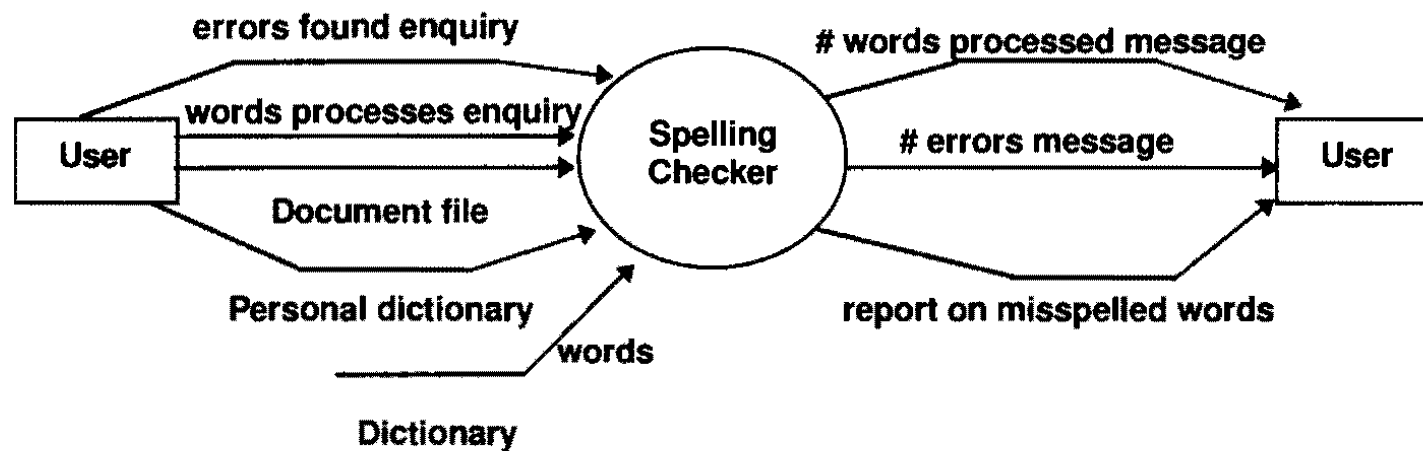 errors found enquiry
# words processed message
words processes enquiry
User
Spelling
Checker
# errors message
User
Document file
Personal dictionary
report on misspelled words
words
Dictionary